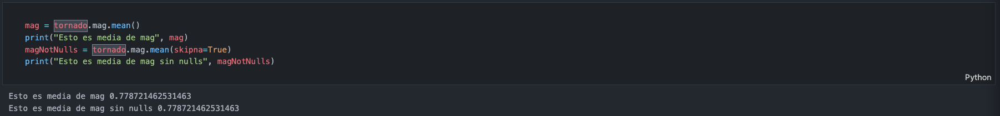 mag = tornado.mag.mean()
print("Esto es media de mag", mag)
magNotNulls = tornado.mag.mean(skipna=True)
print("Esto es media de mag sin nulls", magNotNulls)
Python
Esto es media de mag 0.778721462531463
Esto es media de mag sin nulls 0.778721462531463